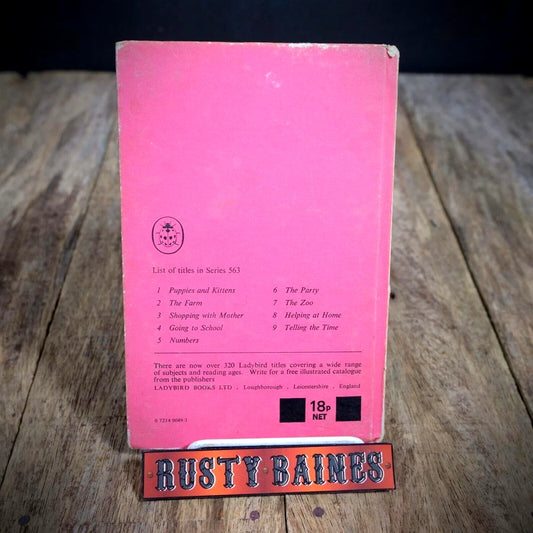 List of titles in Series 563
1 Puppies and Kittens
2 The Farm
3 Shopping with Mother
4 Going to School
5 Numbers
6 The Party
7 The Zoo
8 Helping at Home
9 Telling the Time
There are now over 320 Ladybird titles covering a wide range
of subjects and reading ages. Write for a free illustrated catalogue
from the publishers
LADYBIRD BOOKS LTD . Loughborough . Leicestershire . England
18p
NET
RUSTY BAINES